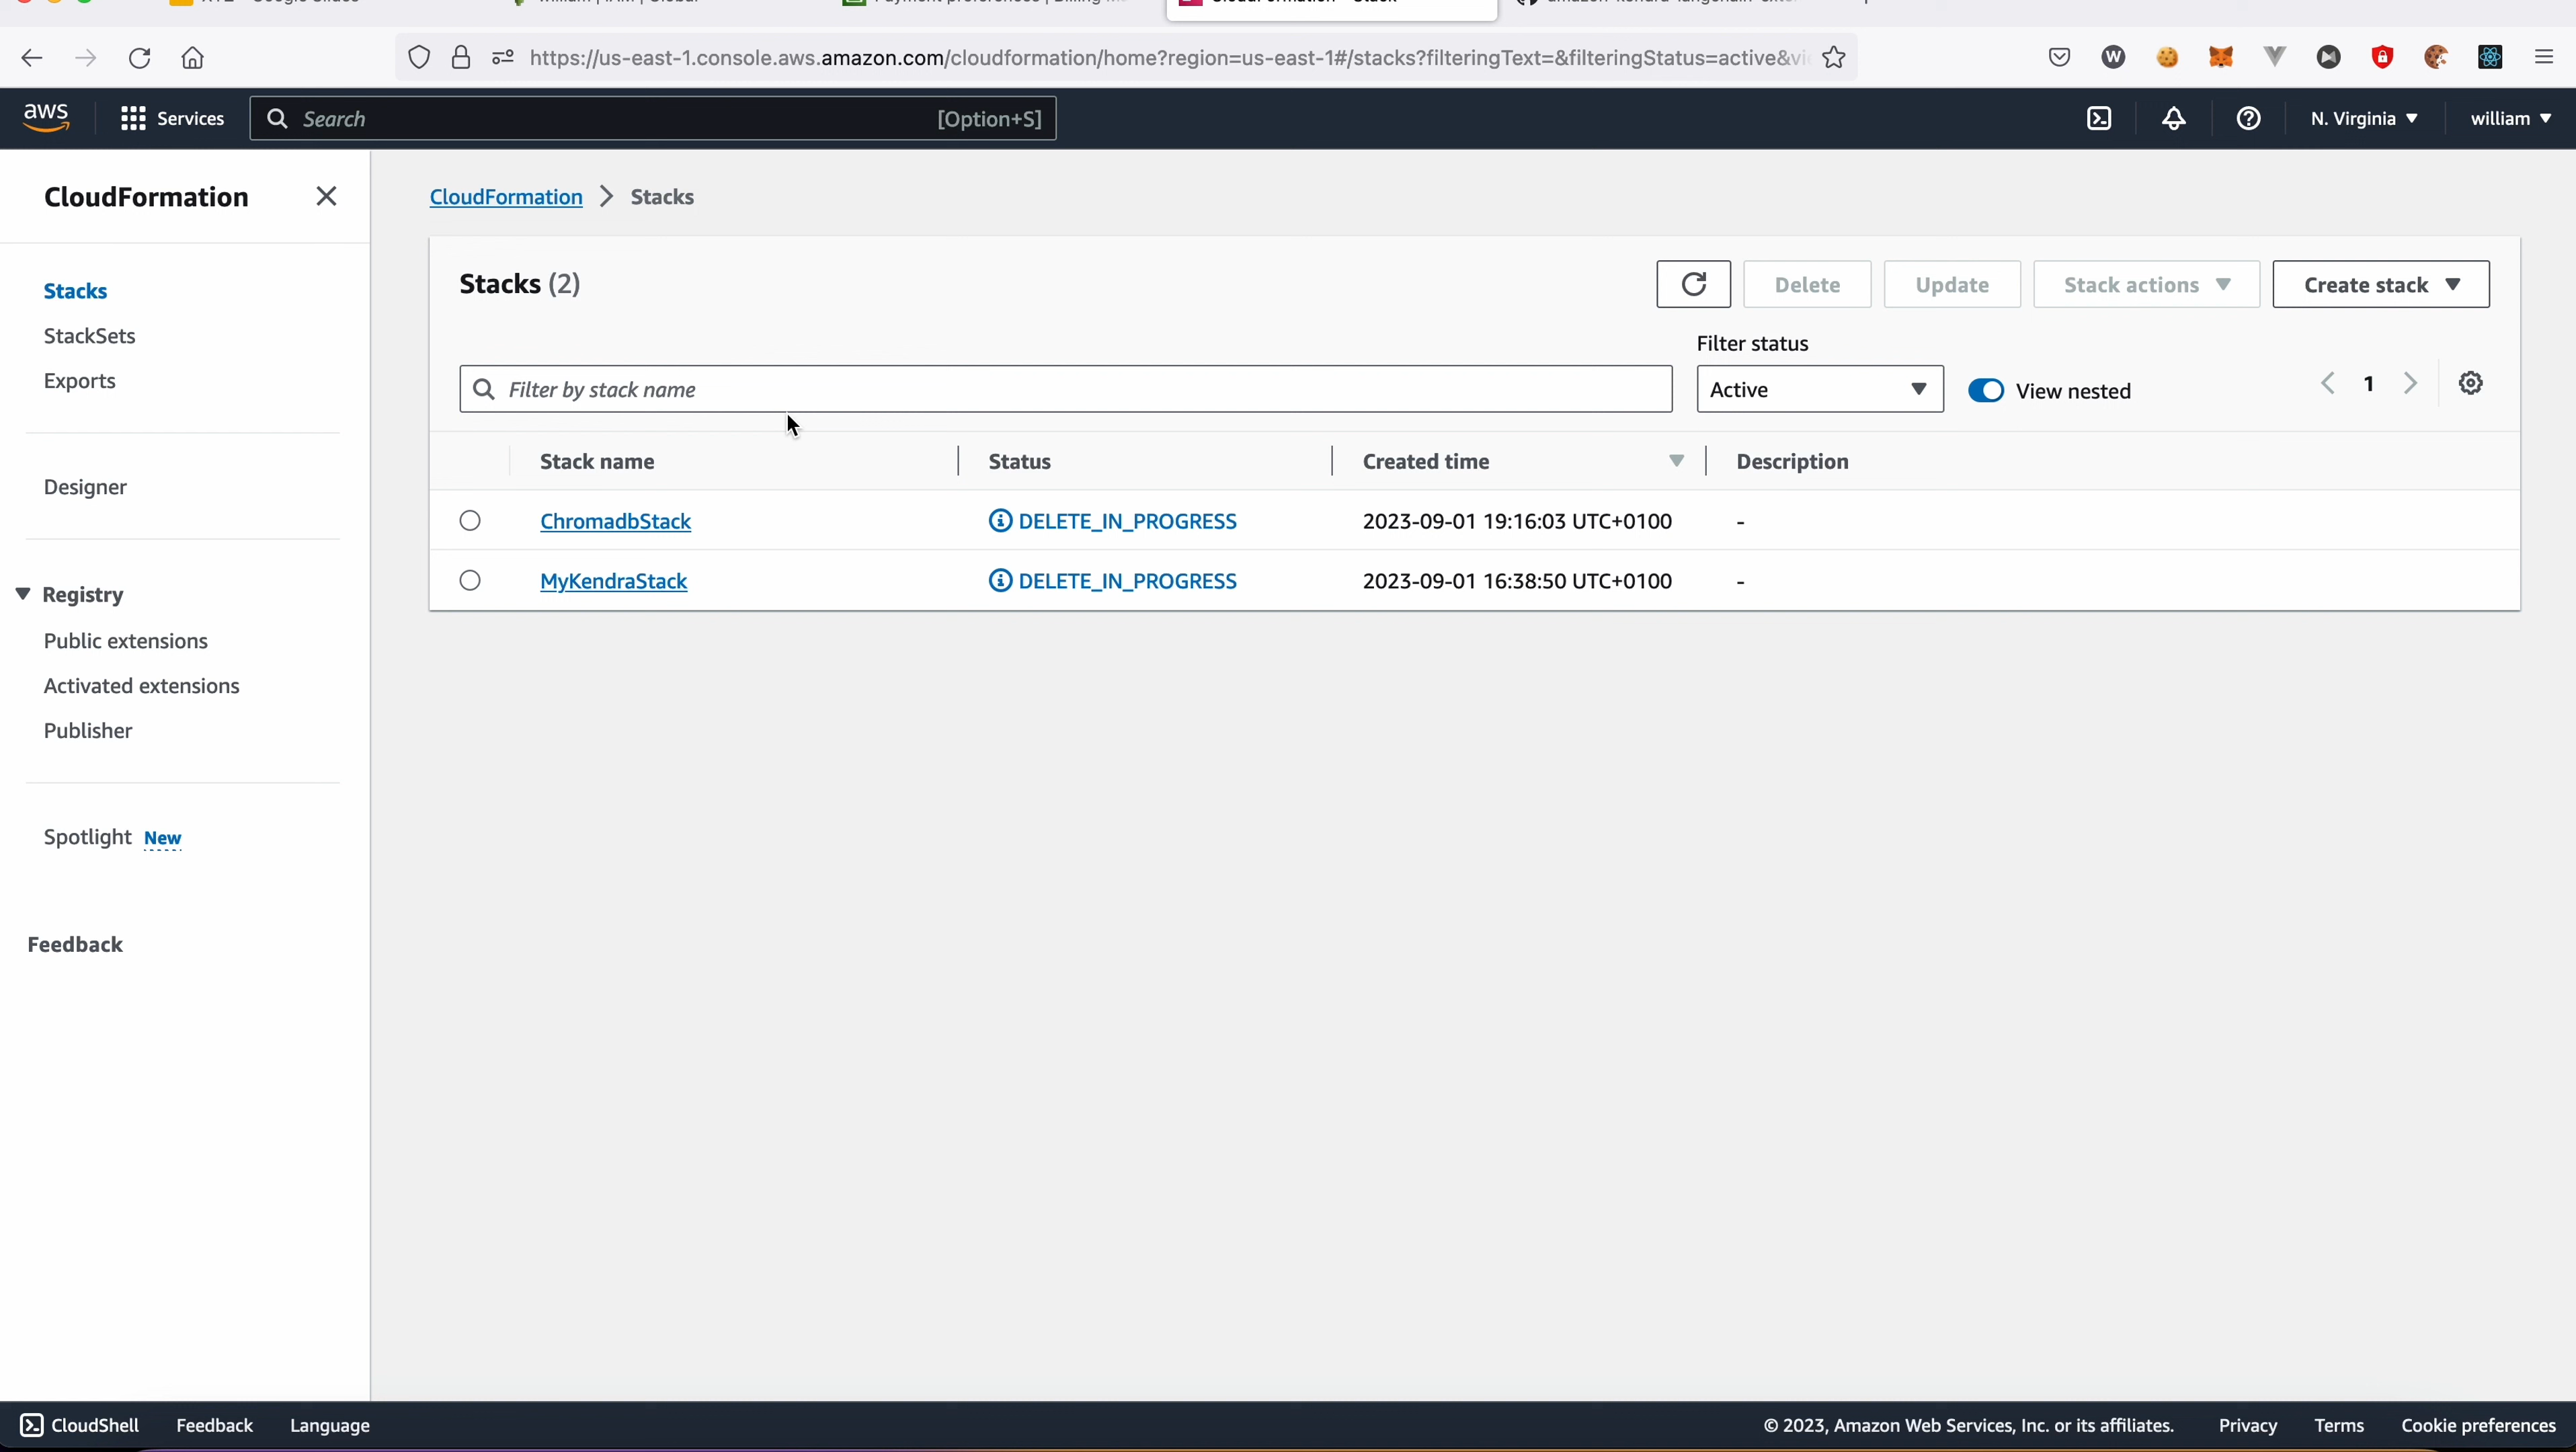 https://us-east-1.console.aws.amazon.com/cloudformation/home?region=us-east-1#/stacks?filteringText=&filteringStatus=active&vi
W
aws Services Search [Option+S] N. Virginia william
CloudFormation
CloudFormation > Stacks
Stacks
StackSets
Exports
Designer
Registry
Public extensions
Activated extensions
Publisher
Spotlight New
Feedback
Stacks (2) Delete Update Stack actions Create stack
Filter status
Filter by stack name Active View nested 1
Stack name Status Created time Description
ChromadbStack DELETE_IN_PROGRESS 2023-09-01 19:16:03 UTC+0100 -
MyKendraStack DELETE_IN_PROGRESS 2023-09-01 16:38:50 UTC+0100 -
CloudShell Feedback Language © 2023, Amazon Web Services, Inc. or its affiliates. Privacy Terms Cookie preferences